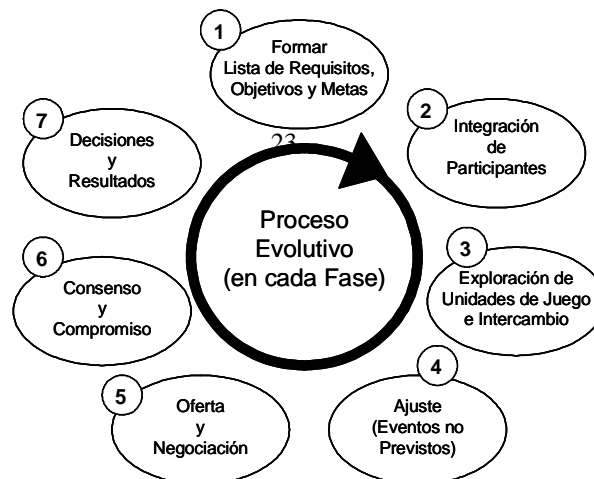 1
Formar
Lista de Requisitos,
Objetivos y Metas
2
Integración
de
Participantes
3
Exploración de
Unidades de Juego
e Intercambio
4
Ajuste
(Eventos no
Previstos)
5
Oferta
y
Negociación
6
Consenso
y
Compromiso
7
Decisiones
y
Resultados
23
Proceso
Evolutivo
(en cada Fase)